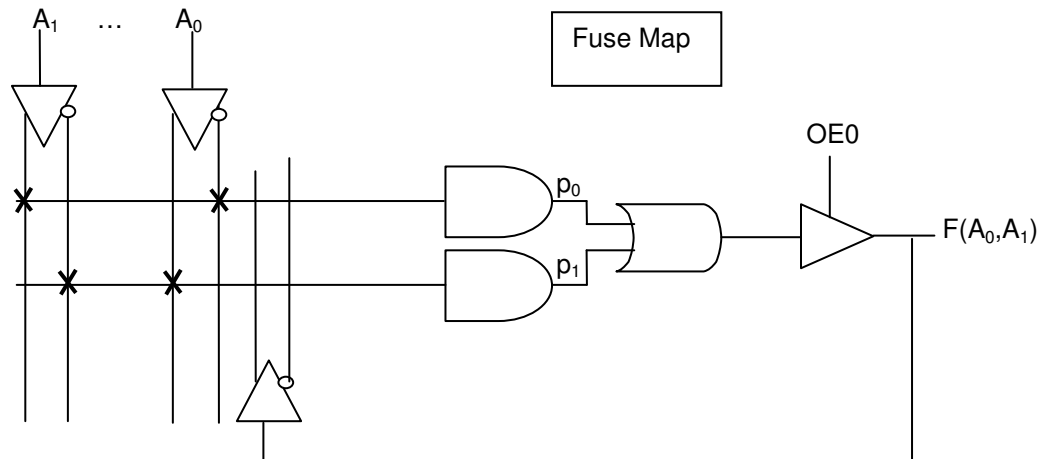 A₁ ... A₀
Fuse Map
OE0
p₀
F(A₀,A₁)
p₁